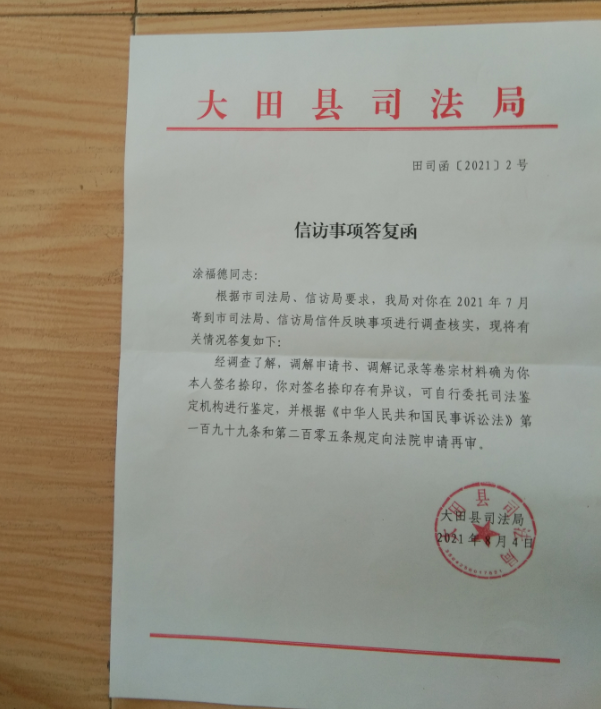 大田县司法局
田司函〔2021〕2号
信访事项答复函
涂福德同志：
根据市司法局、信访局要求，我局对你在2021年7月
寄到市司法局、信访局信件反映事项进行调查核实，现将有
关情况答复如下：
经调查了解，调解申请书、调解记录等卷宗材料确为你
本人签名捺印，你对签名捺印存有异议，可自行委托司法鉴
定机构进行鉴定，并根据《中华人民共和国民事诉讼法》第
一百九十九条和第二百零五条规定向法院申请再审。
大田县司法局
大田县司法局
2021年8月4日